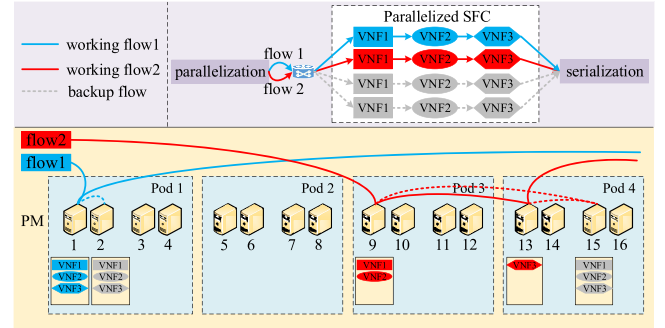 Parallelized SFC
working flow1
working flow2
backup flow
parallelization
flow 1
flow 2
VNF1 VNF2 VNF3
VNF1 VNF2 VNF3
VNF1 VNF2 VNF3
VNF1 VNF2 VNF3
serialization
flow2
flow1
Pod 1 Pod 2 Pod 3 Pod 4
PM
1 2 3 4 5 6 7 8 9 10 11 12 13 14 15 16
VNF1 VNF1 VNF1 VNF3 VNF1
VNF2 VNF2 VNF2 VNF2
VNF3 VNF3 VNF3